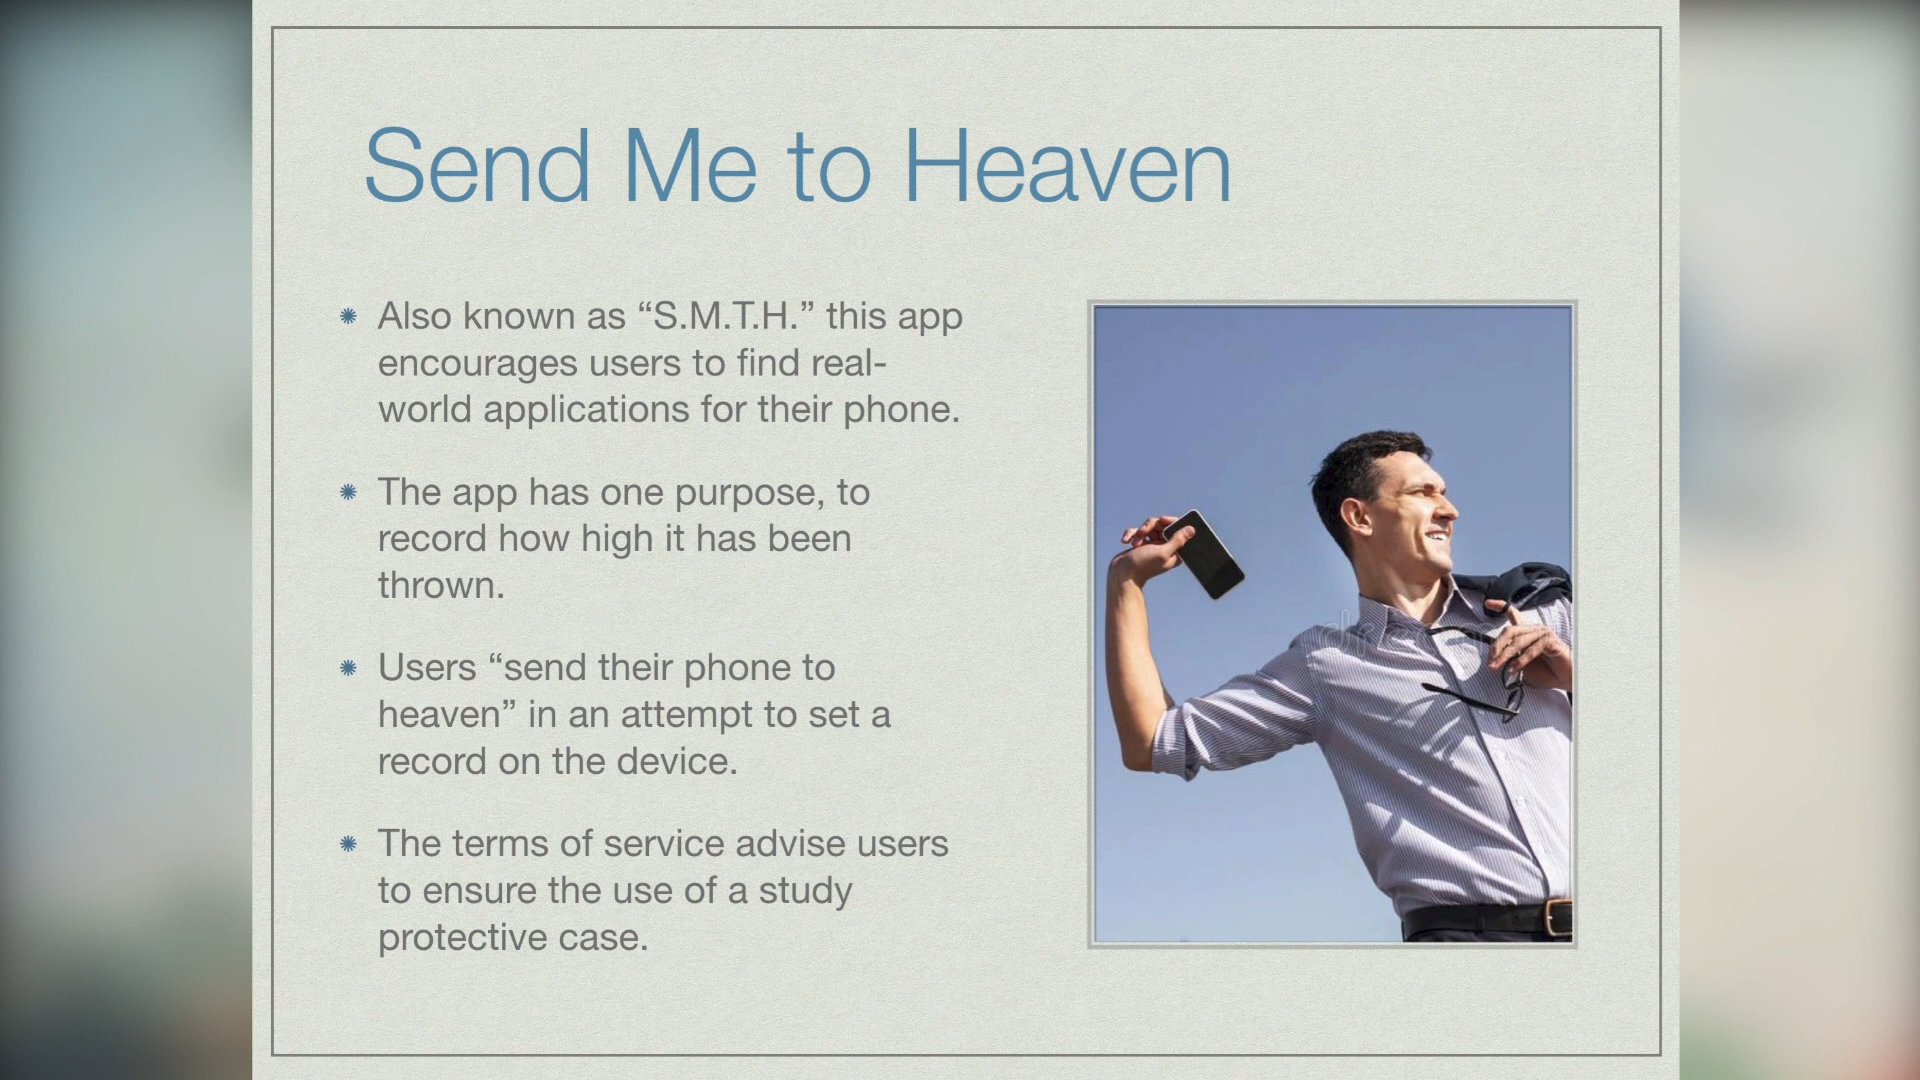 Send Me to Heaven
Also known as “S.M.T.H.” this app
encourages users to find real-
world applications for their phone.
The app has one purpose, to
record how high it has been
thrown.
Users “send their phone to
heaven” in an attempt to set a
record on the device.
The terms of service advise users
to ensure the use of a study
protective case.